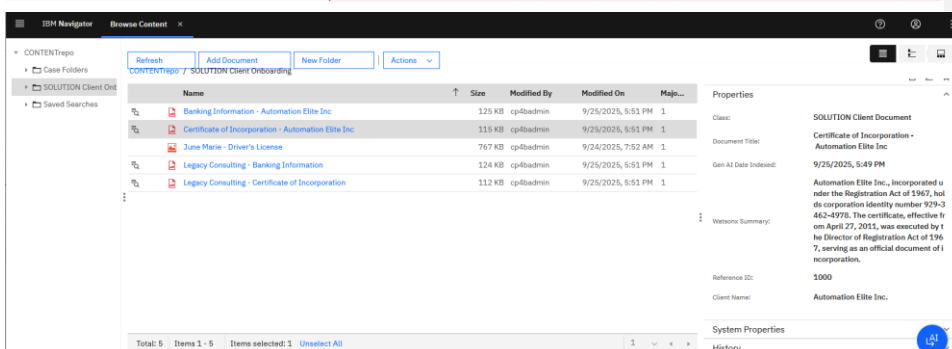 IBM Navigator Browse Content ×
CONTENTrepo
Case Folders
SOLUTION Client Onb
Saved Searches
Refresh Add Document New Folder Actions
CONTENTrepo / SOLUTION Client Onboarding
Name Size Modified By Modified On Majo...
Banking Information - Automation Elite Inc 125 KB cp4badmin 9/25/2025, 5:51 PM 1
Certificate of Incorporation - Automation Elite Inc 115 KB cp4badmin 9/25/2025, 5:51 PM 1
June Marie - Driver's License 767 KB cp4badmin 9/24/2025, 7:52 AM 1
Legacy Consulting - Banking Information 124 KB cp4badmin 9/25/2025, 5:51 PM 1
Legacy Consulting - Certificate of Incorporation 112 KB cp4badmin 9/25/2025, 5:51 PM 1
Total: 5 Items 1 - 5 Items selected: 1 Unselect All 1
Properties
Class: SOLUTION Client Document
Document Title: Certificate of Incorporation -
Automation Elite Inc
Gen AI Date Indexed: 9/25/2025, 5:49 PM
Watsonx Summary: Automation Elite Inc., incorporated u
nder the Registration Act of 1967, hol
ds corporation identity number 929-3
462-4978. The certificate, effective fr
om April 27, 2011, was executed by t
he Director of Registration Act of 196
7, serving as an official document of i
ncorporation.
Reference ID: 1000
Client Name: Automation Elite Inc.
System Properties
History
AI